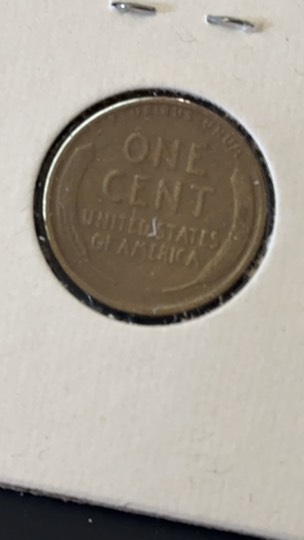 ONE
CENT
UNITED STATES
OF AMERICA